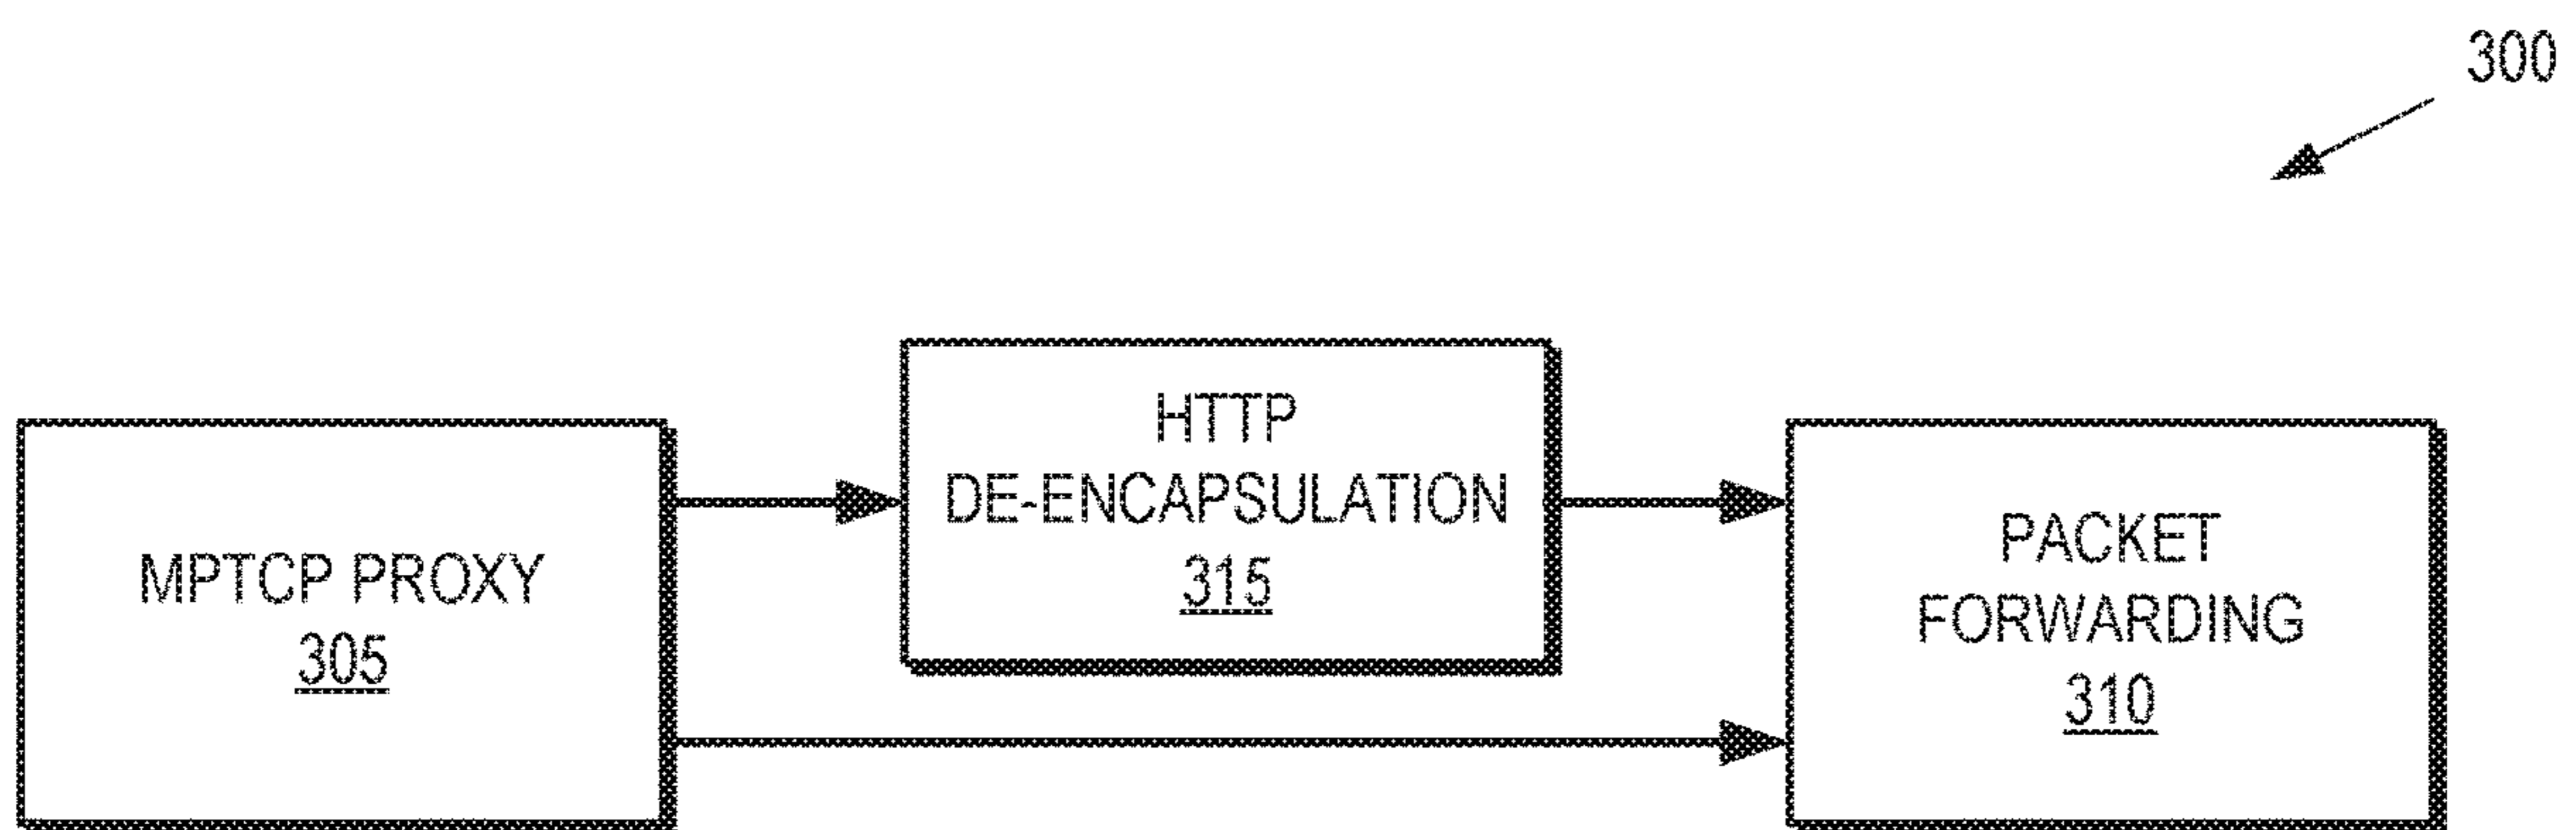 300
HTTP
DE-ENCAPSULATION
315
MPTCP PROXY
305
PACKET
FORWARDING
310